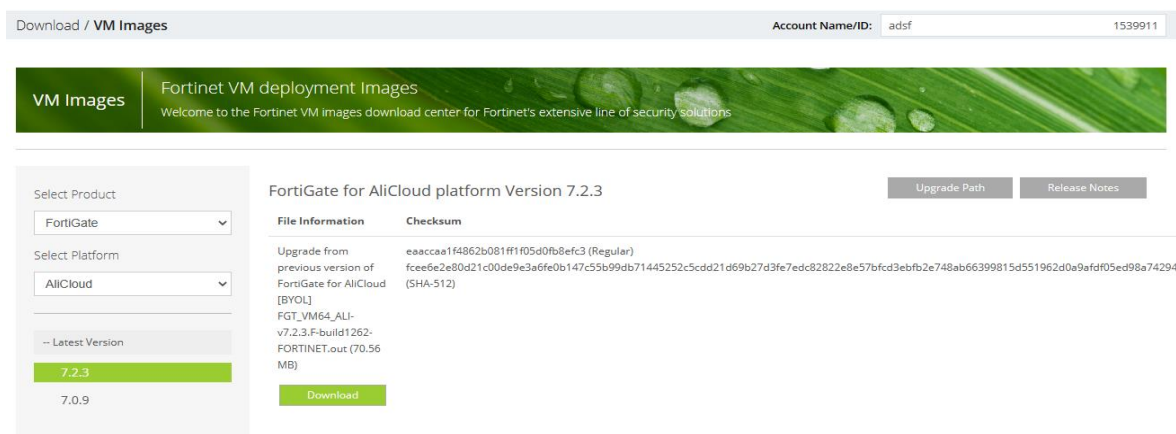 Download / VM Images
Account Name/ID: adsf 1539911
VM Images
Fortinet VM deployment Images
Welcome to the Fortinet VM images download center for Fortinet's extensive line of security solutions
Select Product
FortiGate
Select Platform
AliCloud
-- Latest Version
7.2.3
7.0.9
FortiGate for AliCloud platform Version 7.2.3
Upgrade Path
Release Notes
File Information
Checksum
Upgrade from
previous version of
FortiGate for AliCloud
[BYOL]
FGT_VM64_ALI-
v7.2.3.F-build1262-
FORTINET.out (70.56
MB)
eaaccaa1f4862b081ff1f05d0fb8efc3 (Regular)
fcee6e2e80d21c00de9e3a6fe0b147c55b99db71445252c5cdd21d69b27d3fe7edc82822e8e57bfcd3ebfb2e748ab66399815d551962d0a9afdf05ed98a74294
(SHA-512)
Download